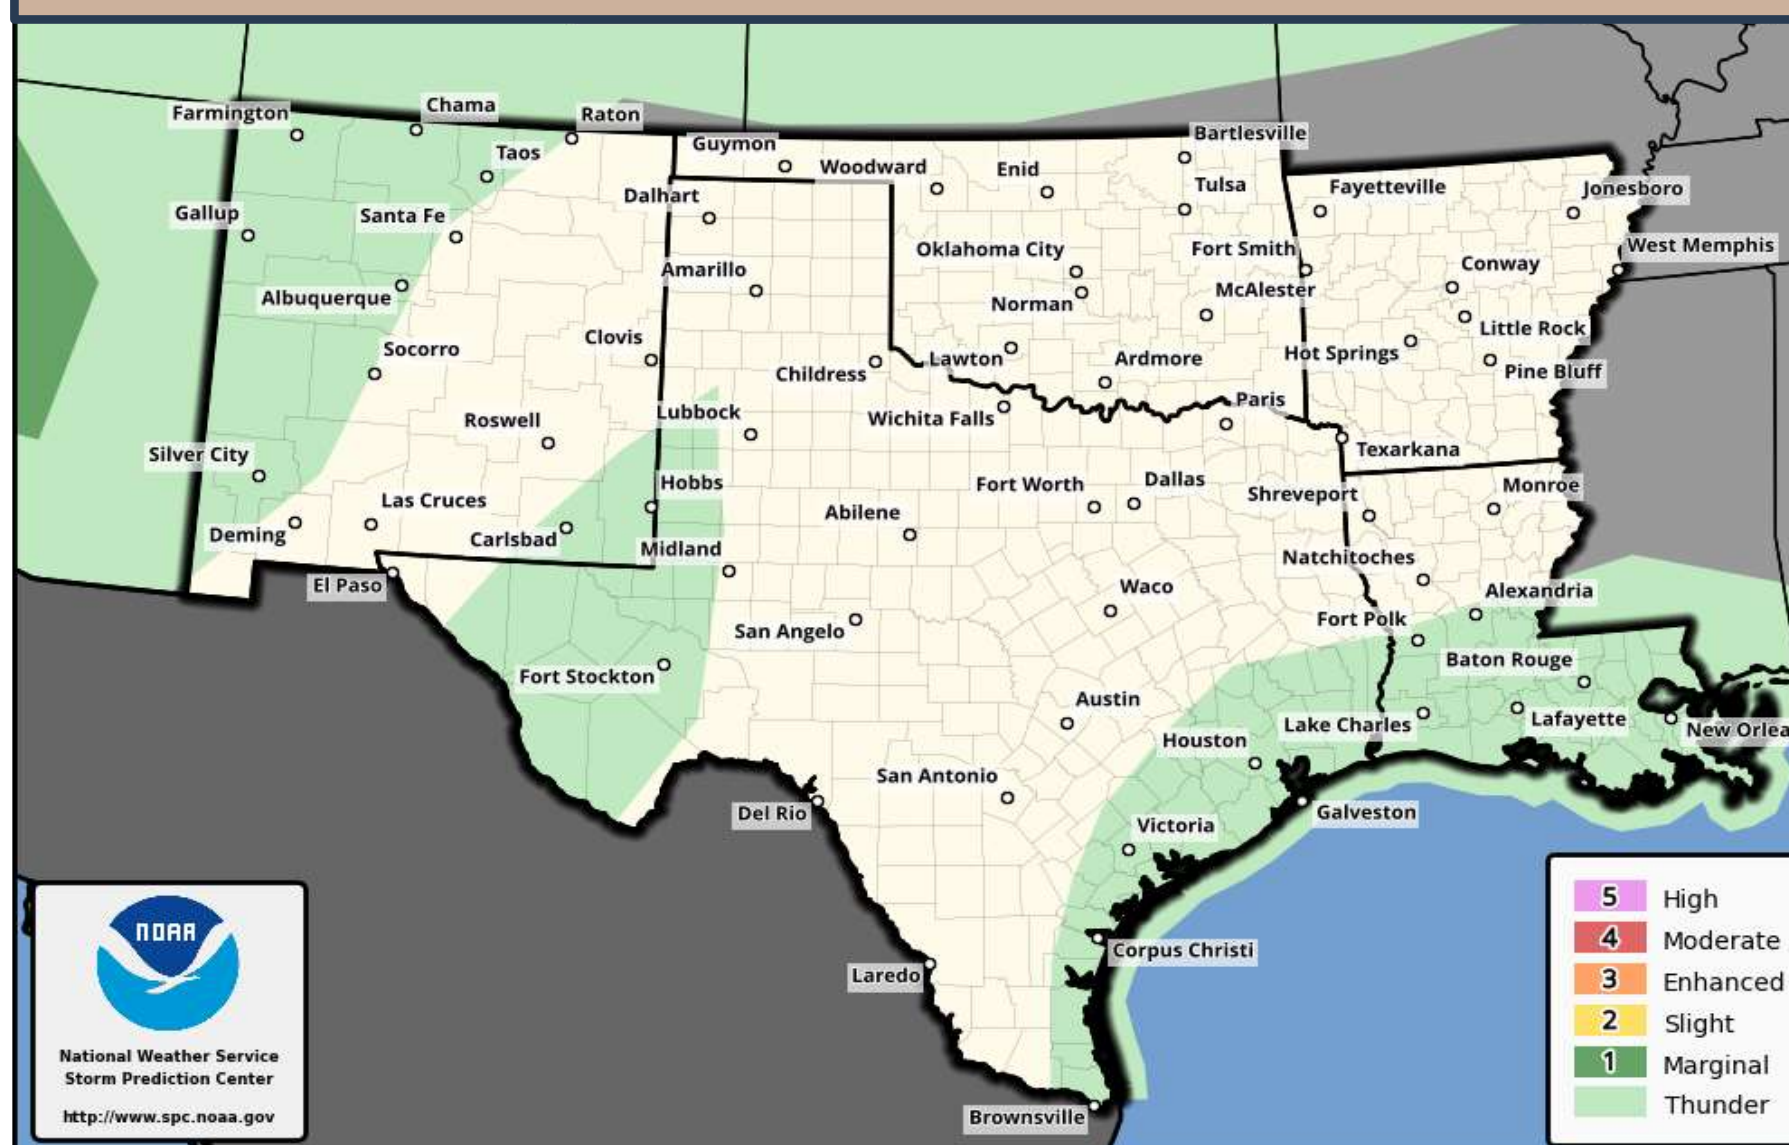 Farmington
Chama
Raton
Taos
Guymon
Woodward
Enid
Bartlesville
Tulsa
Fayetteville
Jonesboro
Dalhart
Gallup
Santa Fe
Oklahoma City
Fort Smith
West Memphis
Amarillo
Conway
Albuquerque
Norman
McAlester
Little Rock
Clovis
Socorro
Childress
Lawton
Ardmore
Hot Springs
Pine Bluff
Lubbock
Wichita Falls
Paris
Roswell
Texarkana
Silver City
Hobbs
Fort Worth
Dallas
Shreveport
Monroe
Las Cruces
Abilene
Deming
Carlsbad
Midland
Natchitoches
El Paso
Waco
Alexandria
San Angelo
Fort Polk
Fort Stockton
Baton Rouge
Austin
Lake Charles
Lafayette
New Orlea
Houston
San Antonio
Del Rio
Galveston
Victoria
Corpus Christi
Laredo
Brownsville
NOAA
National Weather Service
Storm Prediction Center
http://www.spc.noaa.gov
5 High
4 Moderate
3 Enhanced
2 Slight
1 Marginal
Thunder